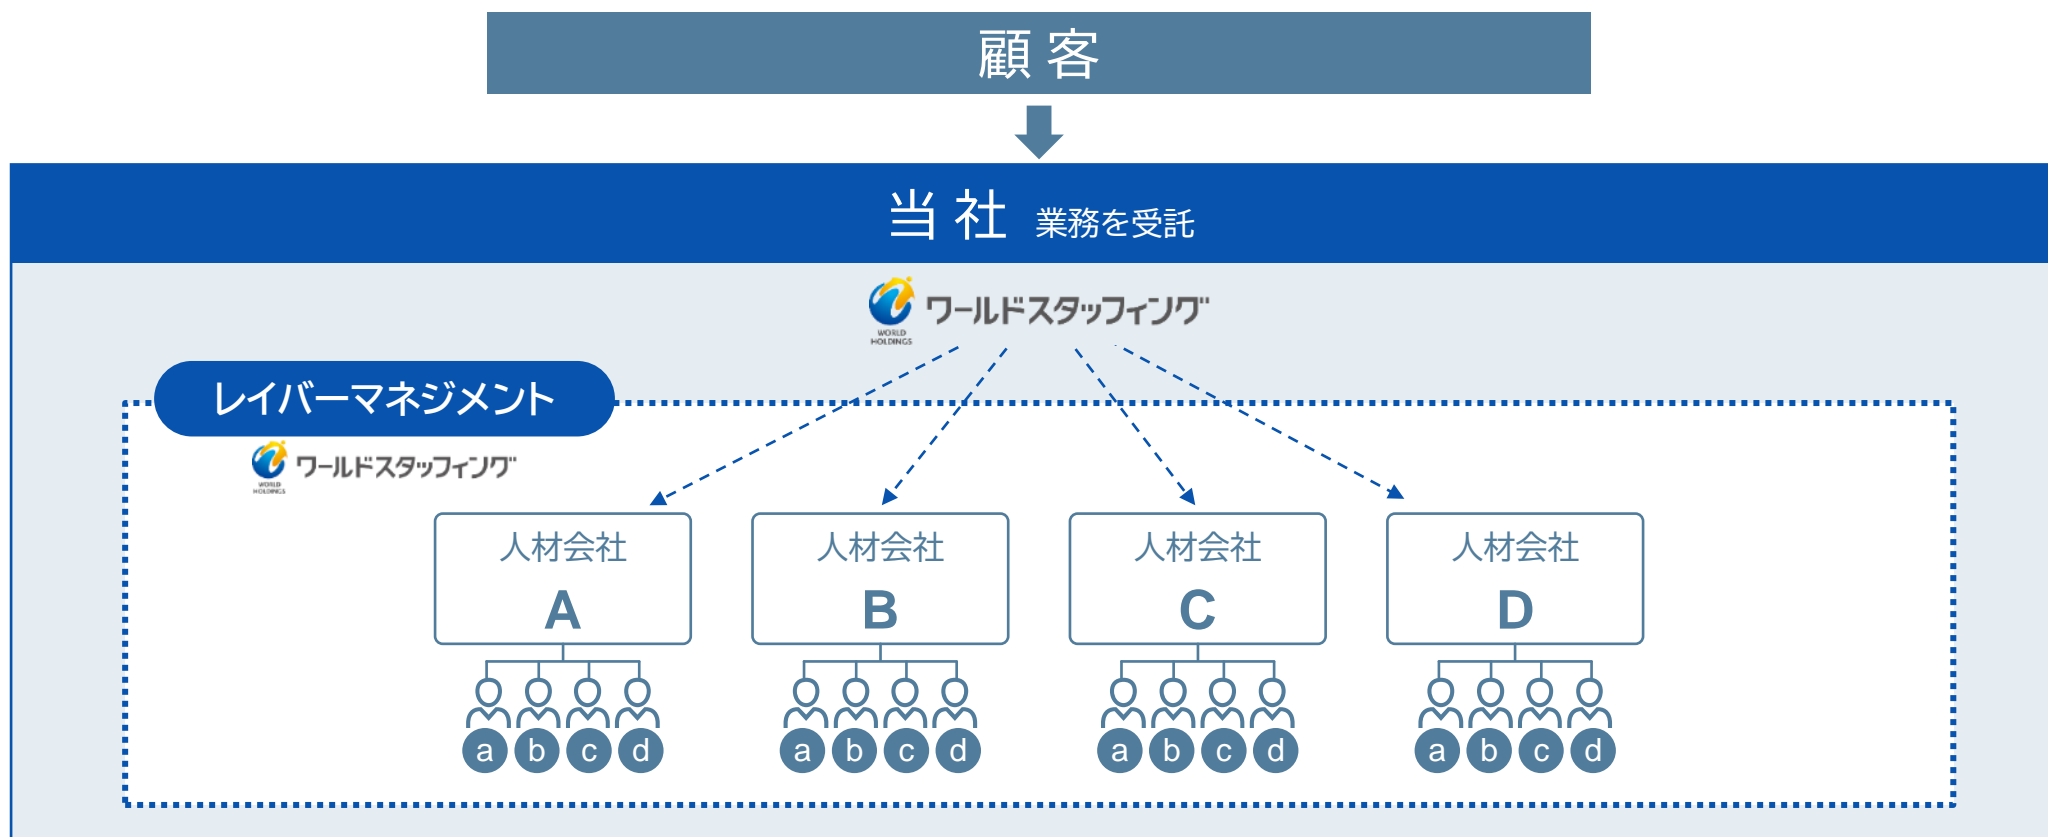 顧客
当社 業務を受託
WORLD
HOLDINGS
ワールドスタッフィング
レイバーマネジメント
WORLD
HOLDINGS
ワールドスタッフィング
人材会社 人材会社 人材会社 人材会社
A B C D
a b c d a b c d a b c d a b c d